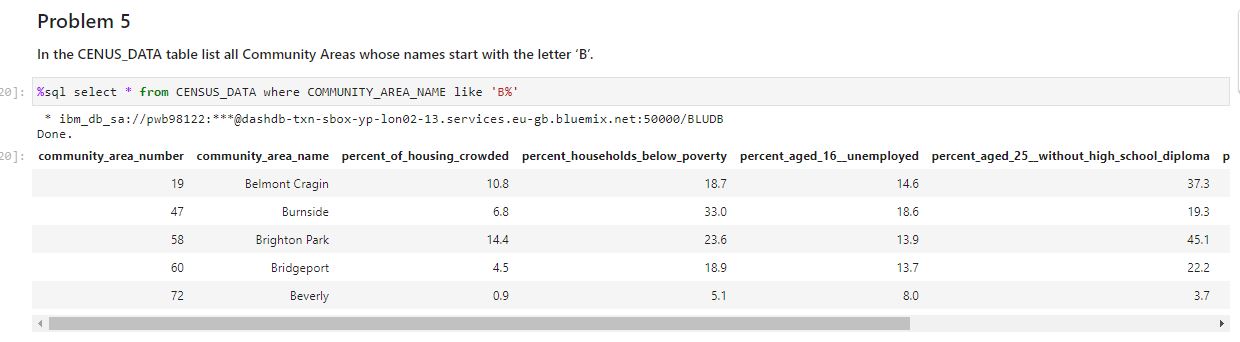 Problem 5
In the CENUS_DATA table list all Community Areas whose names start with the letter ‘B’.
20]: %sql select * from CENSUS_DATA where COMMUNITY_AREA_NAME like 'B%'
* ibm_db_sa://pwb98122:***@dashdb-txn-sbox-yp-lon02-13.services.eu-gb.bluemix.net:50000/BLUDB
Done.
20]: community_area_number community_area_name percent_of_housing_crowded percent_households_below_poverty percent_aged_16__unemployed percent_aged_25__without_high_school_diploma p
19 Belmont Cragin 10.8 18.7 14.6 37.3
47 Burnside 6.8 33.0 18.6 19.3
58 Brighton Park 14.4 23.6 13.9 45.1
60 Bridgeport 4.5 18.9 13.7 22.2
72 Beverly 0.9 5.1 8.0 3.7